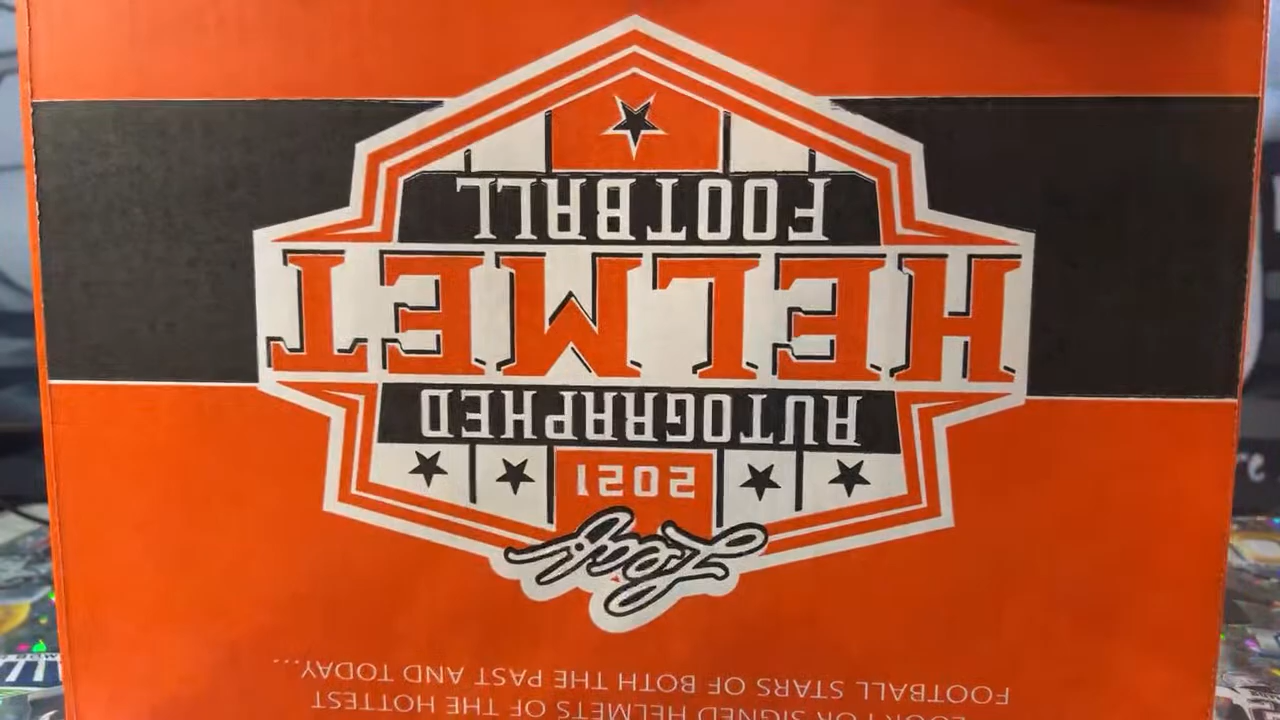 Leaf
2021
AUTOGRAPHED
HELMET
FOOTBALL
LOOK FOR SIGNED HELMETS OF THE HOTTEST
FOOTBALL STARS OF BOTH THE PAST AND TODAY...